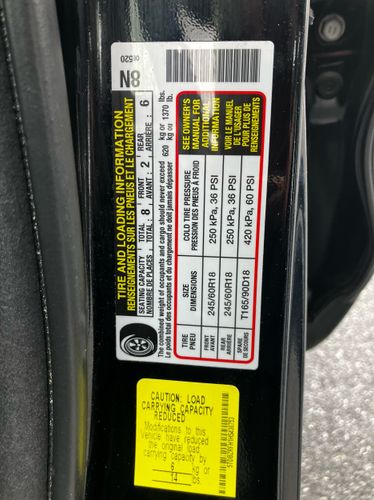 8N
0E520
TIRE AND LOADING INFORMATION
RENSEIGNEMENTS SUR LES PNEUS ET LE CHARGEMENT
SEATING CAPACITY TOTAL 8 FRONT 2 REAR 6
NOMBRE DE PLACES TOTAL AVANT ARRIÈRE
The combined weight of occupants and cargo should never exceed 620 kg or 1370 lbs.
Le poids total des occupants et du chargement ne doit jamais dépasser 620 kg ou 1370 lb.
TIRE SIZE COLD TIRE PRESSURE
PNEU DIMENSIONS PRESSION DES PNEUS À FROID
FRONT 245/60R18 250 kPa, 36 PSI
AVANT
REAR 245/60R18 250 kPa, 36 PSI
ARRIÈRE
SPARE T165/90D18 420 kPa, 60 PSI
DE SECOURS
SEE OWNER'S
MANUAL FOR
ADDITIONAL
INFORMATION
VOIR LE MANUEL
DE L'USAGER
POUR PLUS DE
RENSEIGNEMENTS
CAUTION: LOAD
CARRYING CAPACITY
REDUCED
Modifications to this
Vehicle have reduced
the original load
carrying capacity by
6 kg or
14 lbs